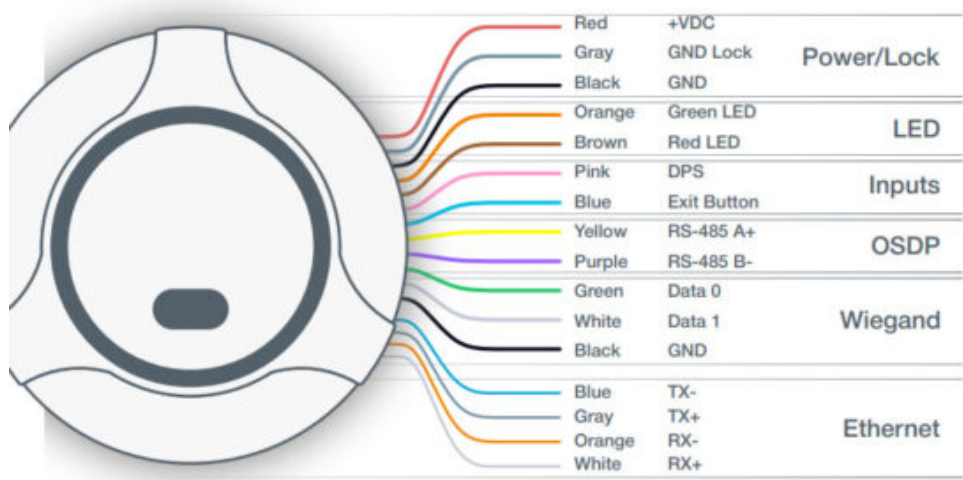 Red +VDC
Gray GND Lock Power/Lock
Black GND
Orange Green LED LED
Brown Red LED
Pink DPS Inputs
Blue Exit Button
Yellow RS-485 A+ OSDP
Purple RS-485 B-
Green Data 0
White Data 1 Wiegand
Black GND
Blue TX-
Gray TX+ Ethernet
Orange RX-
White RX+